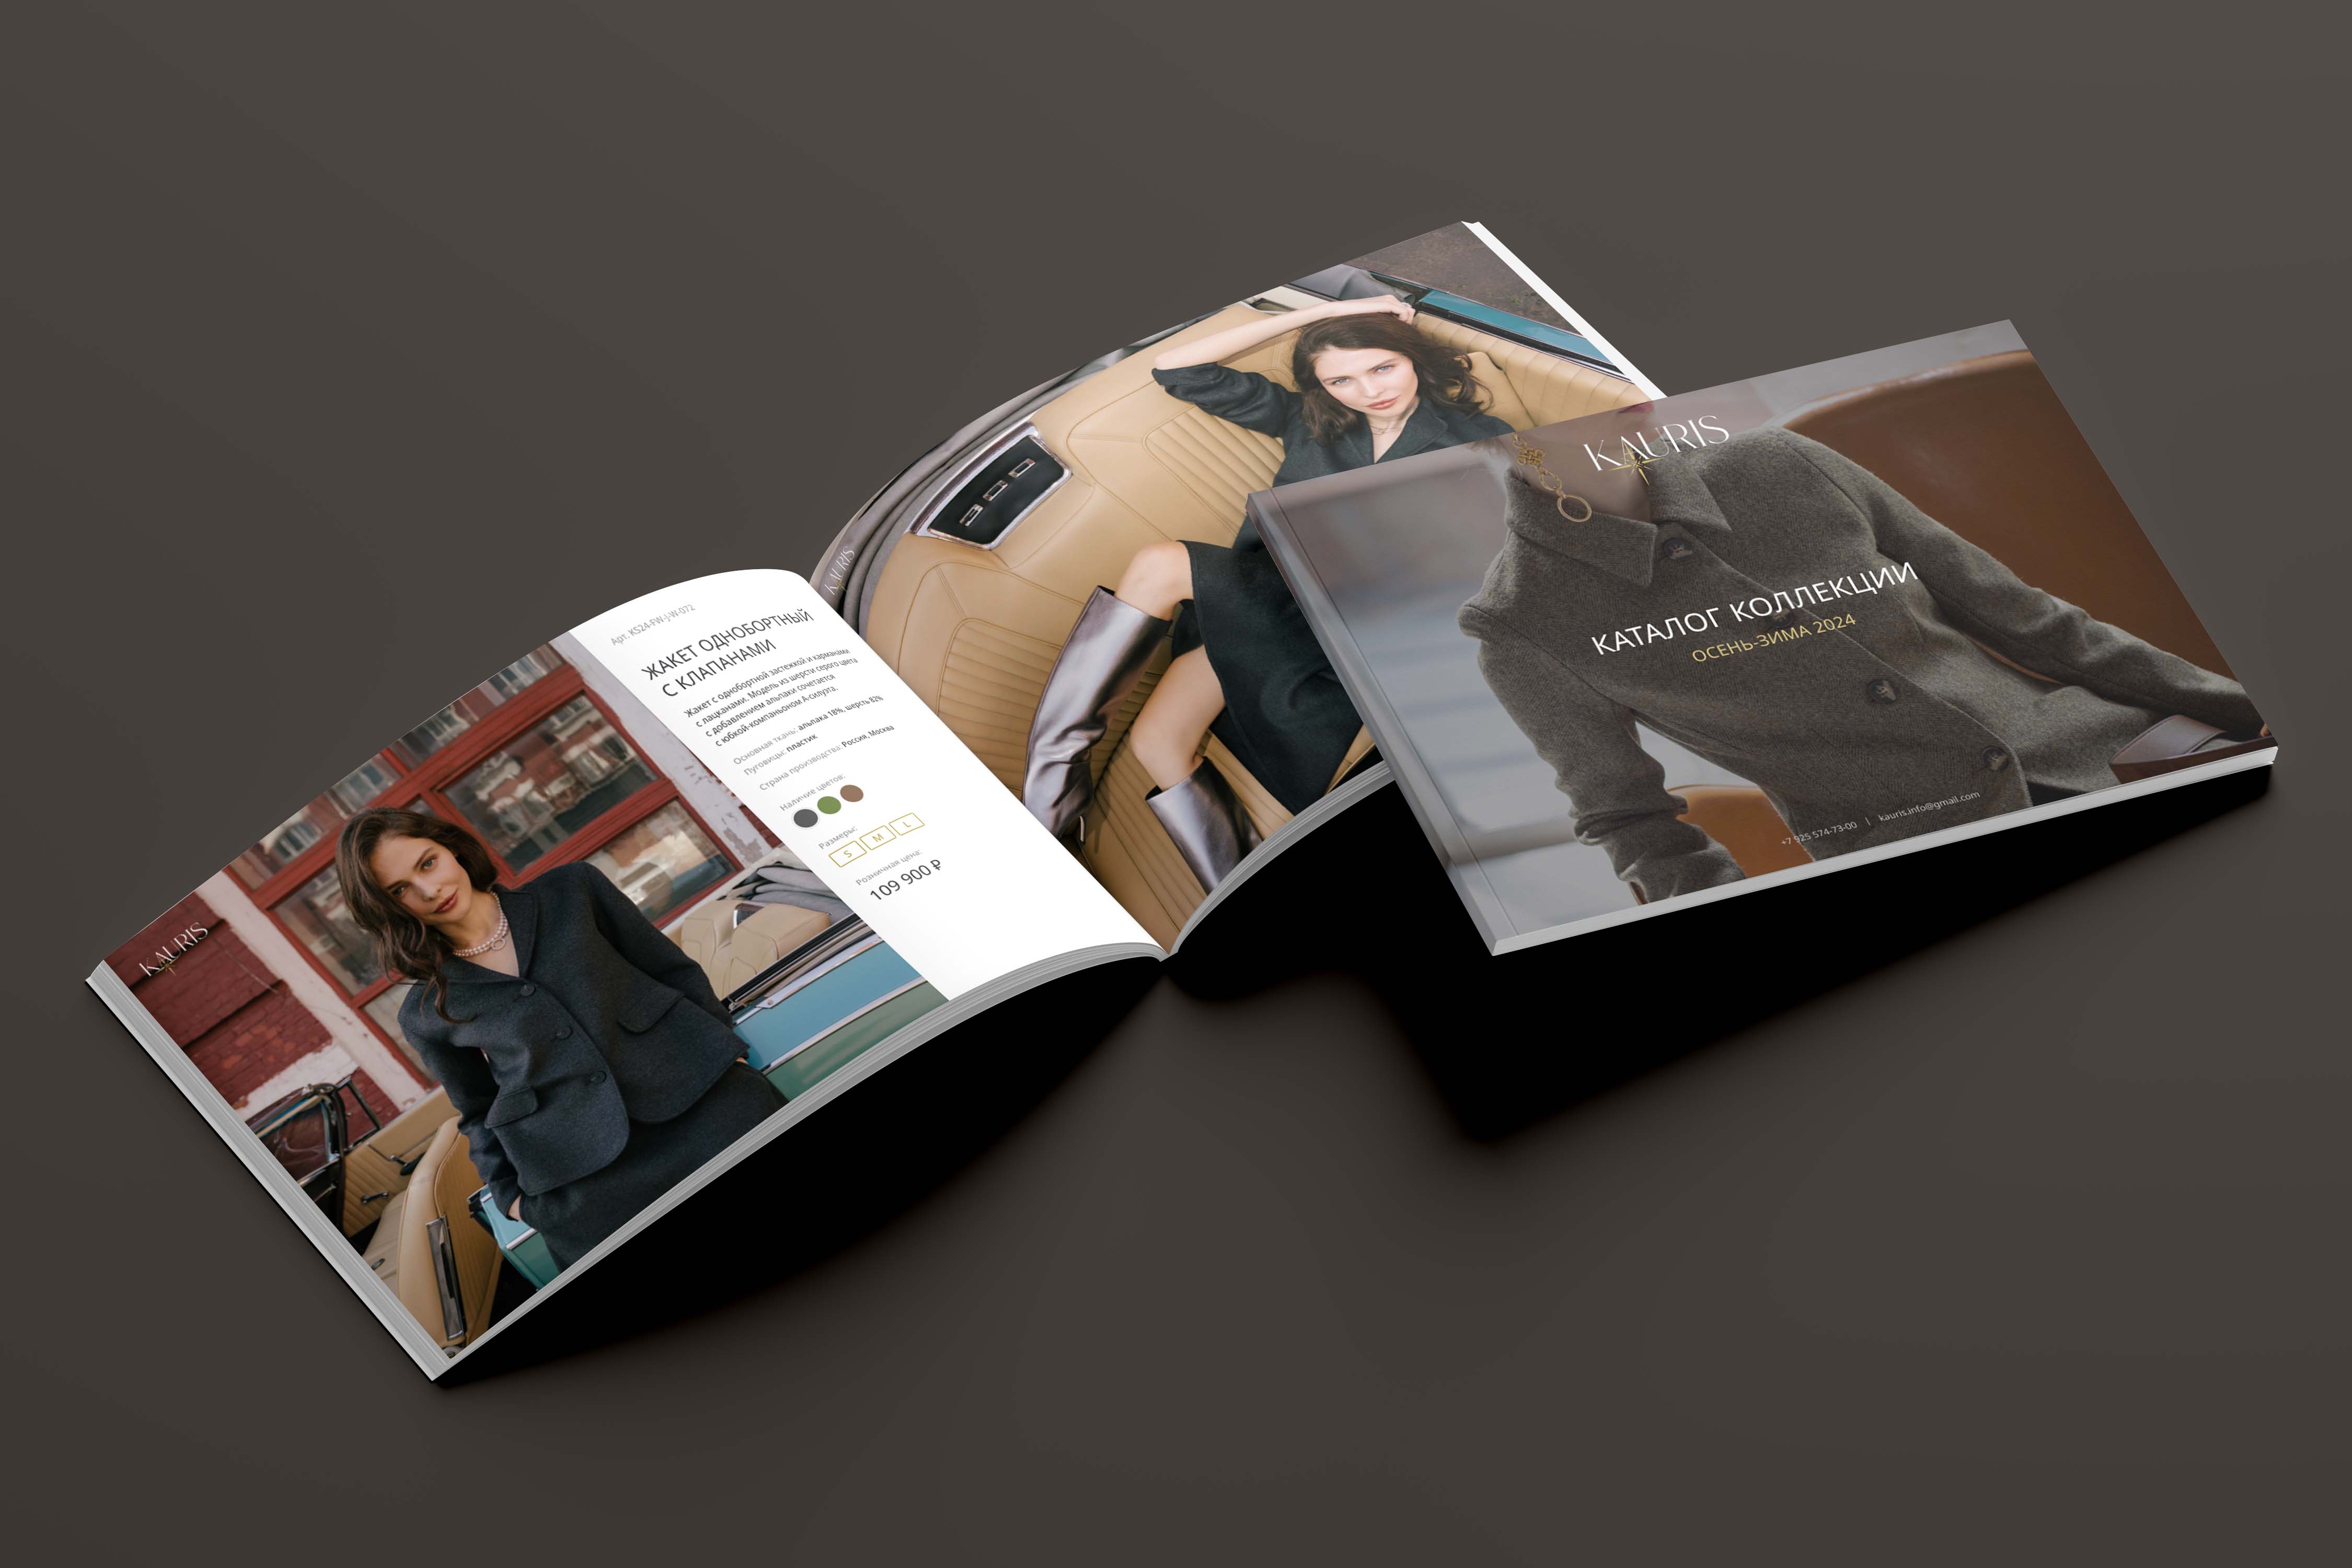 KAURIS
Арт. KS24-FW-J-W-072
ЖАКЕТ ОДНОБОРТНЫЙ
С КЛАПАНАМИ
Жакет с однобортной застежкой и карманами
с лацканами. Модель из шерсти серого цвета
с добавлением альпаки сочетается
с юбкой-компаньоном А-силуэта.
Основная ткань: альпака 18%, шерсть 82%
Пуговицы: пластик
Страна производства: Россия, Москва
Наличие цветов:
Размеры:
S M L
Розничная цена:
109 900 ₽
KAURIS
KAURIS
КАТАЛОГ КОЛЛЕКЦИИ
ОСЕНЬ-ЗИМА 2024
+7 925 574-73-00 | kauris.info@gmail.com